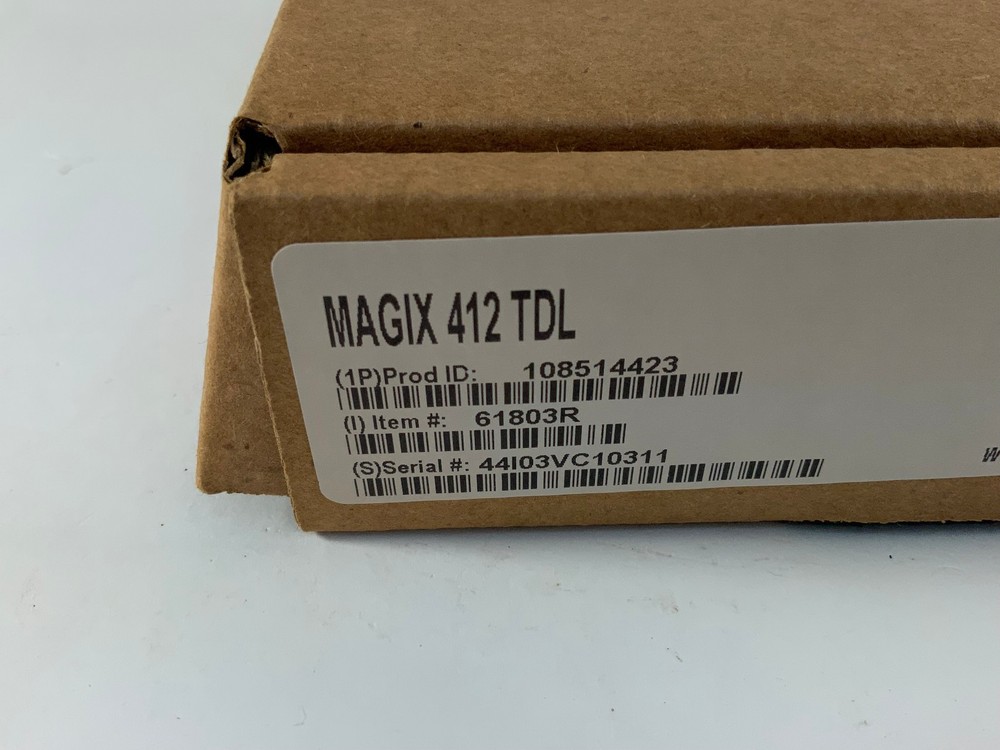 MAGIX 412 TDL
(1P)Prod ID: 108514423
(I) Item #: 61803R
(S)Serial #: 44I03VC10311